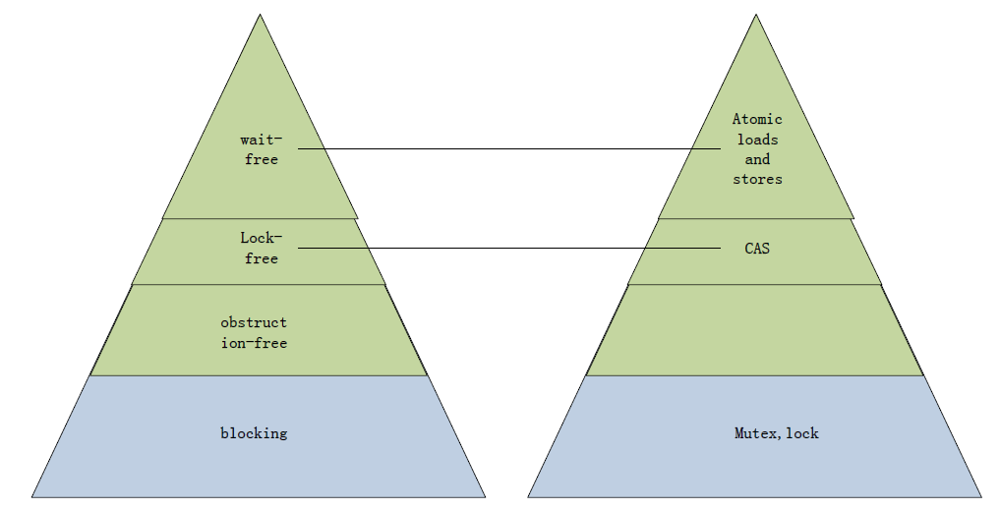 wait-
free
Lock-
free
obstruct
ion-free
blocking
Atomic
loads
and
stores
CAS
Mutex,lock